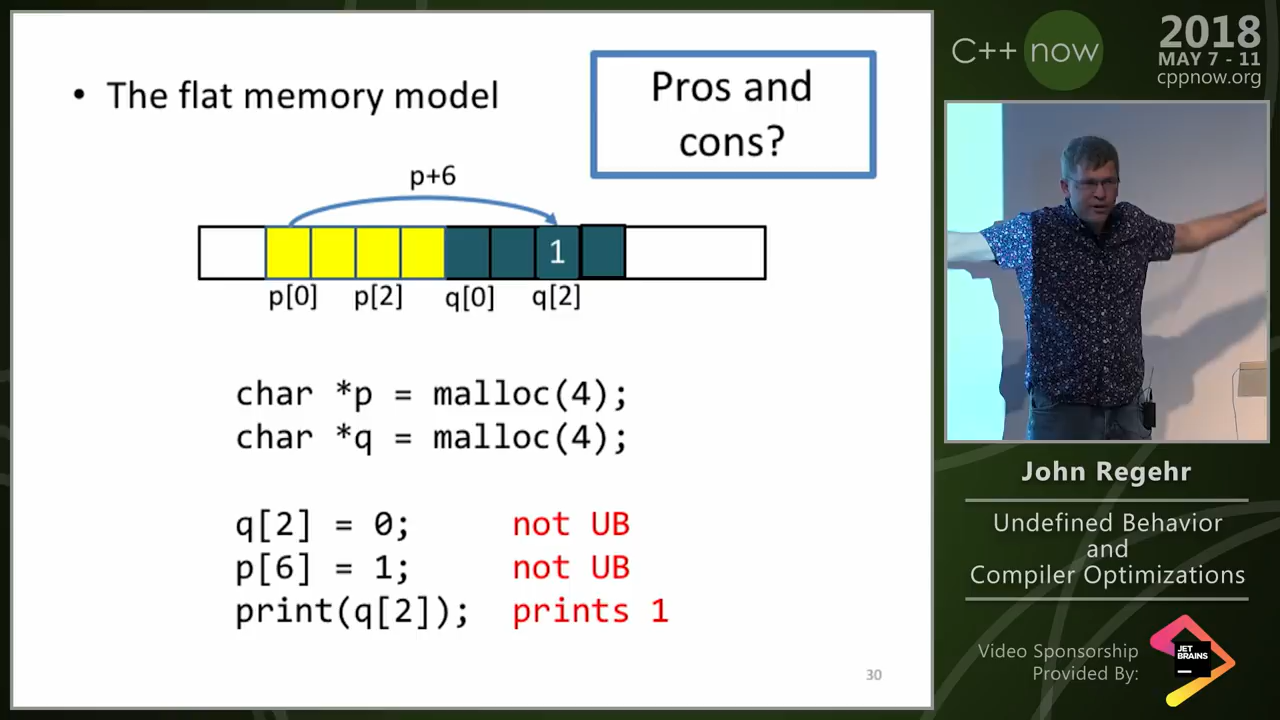 • The flat memory model
Pros and
cons?
p+6
1
p[0] p[2] q[0] q[2]
char *p = malloc(4);
char *q = malloc(4);
q[2] = 0; not UB
p[6] = 1; not UB
print(q[2]); prints 1
30
C++ now
2018
MAY 7 - 11
cppnow.org
John Regehr
Undefined Behavior
and
Compiler Optimizations
Video Sponsorship
Provided By:
JET
BRAINS